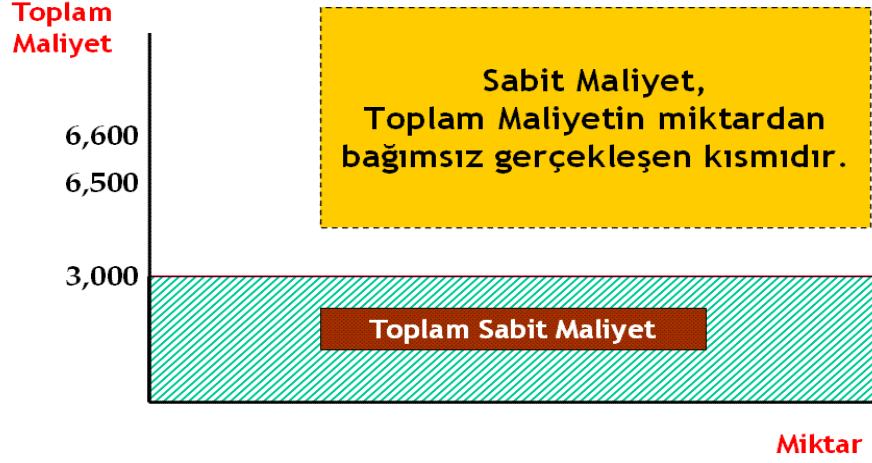 Toplam
Maliyet
Sabit Maliyet,
Toplam Maliyetin miktardan
bağımsız gerçekleşen kısmıdır.
6,600
6,500
3,000
Toplam Sabit Maliyet
Miktar